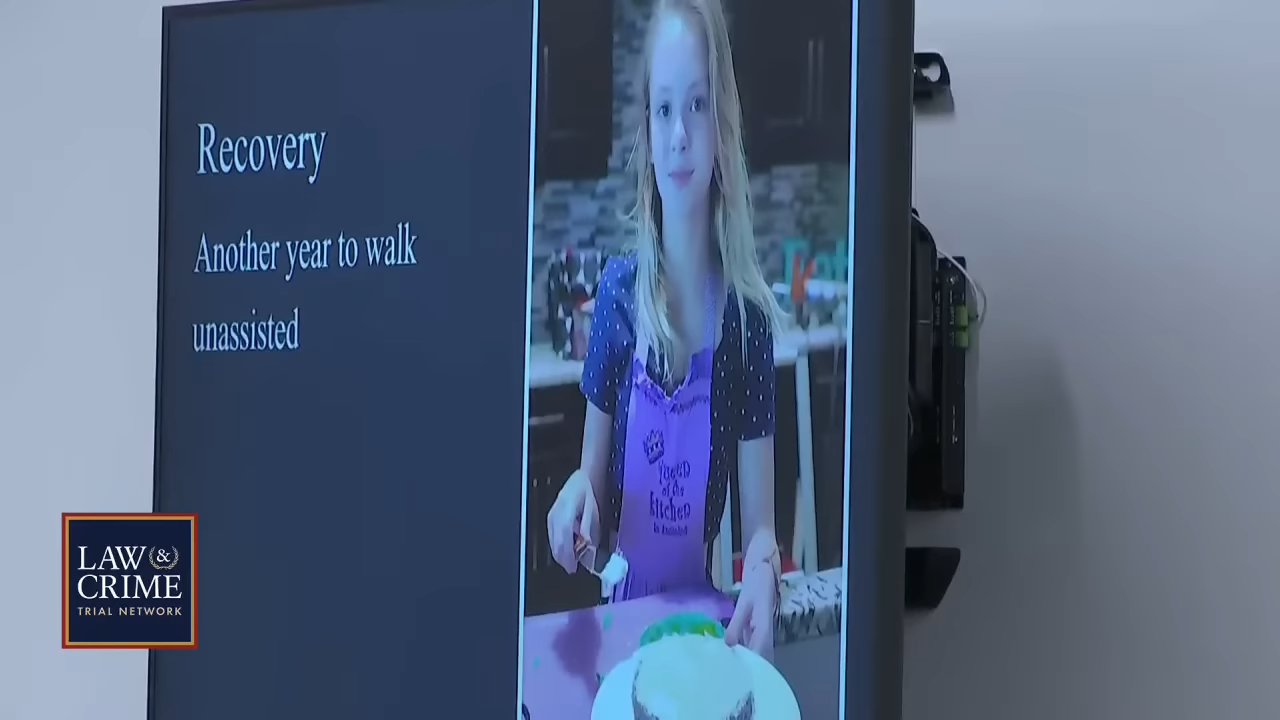 Recovery
Another year to walk
unassisted
Queen
of the
kitchen
LAW &
CRIME
TRIAL NETWORK